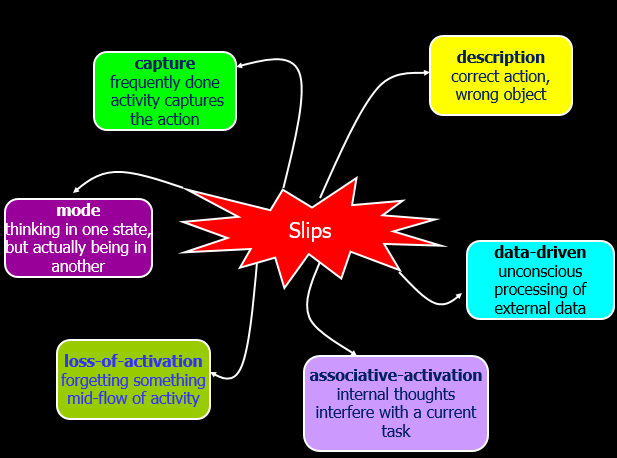 capture
frequently done
activity captures
the action
description
correct action,
wrong object
mode
thinking in one state,
but actually being in
another
Slips
data-driven
unconscious
processing of
external data
loss-of-activation
forgetting something
mid-flow of activity
associative-activation
internal thoughts
interfere with a current
task